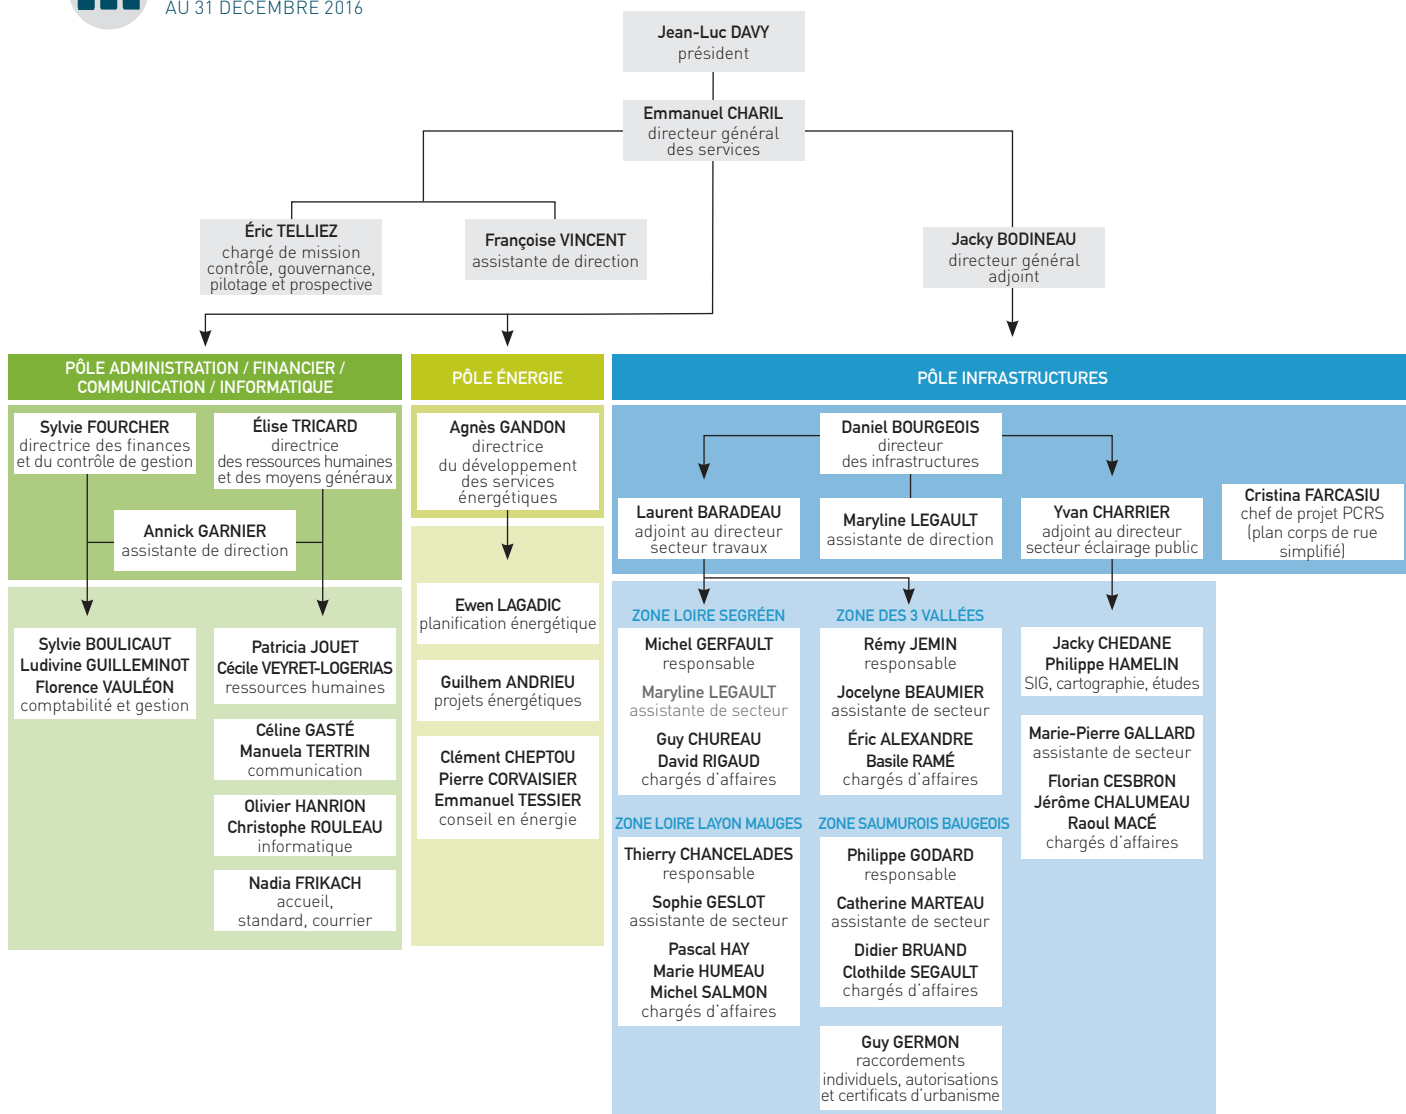 AU 31 DÉCEMBRE 2016
Jean-Luc DAVY
président
Emmanuel CHARIL
directeur général
des services
Éric TELLIEZ
chargé de mission
contrôle, gouvernance,
pilotage et prospective
Françoise VINCENT
assistante de direction
Jacky BODINEAU
directeur général
adjoint
PÔLE ADMINISTRATION / FINANCIER /
COMMUNICATION / INFORMATIQUE
Sylvie FOURCHER
directrice des finances
et du contrôle de gestion
Élise TRICARD
directrice
des ressources humaines
et des moyens généraux
Annick GARNIER
assistante de direction
Sylvie BOULICAUT
Ludivine GUILLEMINOT
Florence VAULÉON
comptabilité et gestion
Patricia JOUET
Cécile VEYRET-LOGERIAS
ressources humaines
Céline GASTÉ
Manuela TERTRIN
communication
Olivier HANRION
Christophe ROULEAU
informatique
Nadia FRIKACH
accueil,
standard, courrier
PÔLE ÉNERGIE
Agnès GANDON
directrice
du développement
des services
énergétiques
Ewen LAGADIC
planification énergétique
Guilhem ANDRIEU
projets énergétiques
Clément CHEPTOU
Pierre CORVAISIER
Emmanuel TESSIER
conseil en énergie
PÔLE INFRASTRUCTURES
Daniel BOURGEOIS
directeur
des infrastructures
Laurent BARADEAU
adjoint au directeur
secteur travaux
Maryline LEGAULT
assistante de direction
Yvan CHARRIER
adjoint au directeur
secteur éclairage public
Cristina FARCASIU
chef de projet PCRS
(plan corps de rue
simplifié)
ZONE LOIRE SEGRÉEN
Michel GERFAULT
responsable
Maryline LEGAULT
assistante de secteur
Guy CHUREAU
David RIGAUD
chargés d'affaires
ZONE DES 3 VALLÉES
Rémy JEMIN
responsable
Jocelyne BEAUMIER
assistante de secteur
Éric ALEXANDRE
Basile RAMÉ
chargés d'affaires
ZONE LOIRE LAYON MAUGES
Thierry CHANCELADES
responsable
Sophie GESLOT
assistante de secteur
Pascal HAY
Marie HUMEAU
Michel SALMON
chargés d'affaires
ZONE SAUMUROIS BAUGEOIS
Philippe GODARD
responsable
Catherine MARTEAU
assistante de secteur
Didier BRUAND
Clothilde SEGAULT
chargés d'affaires
Guy GERMON
raccordements
individuels, autorisations
et certificats d'urbanisme
Jacky CHEDANE
Philippe HAMELIN
SIG, cartographie, études
Marie-Pierre GALLARD
assistante de secteur
Florian CESBRON
Jérôme CHALUMEAU
Raoul MACÉ
chargés d'affaires